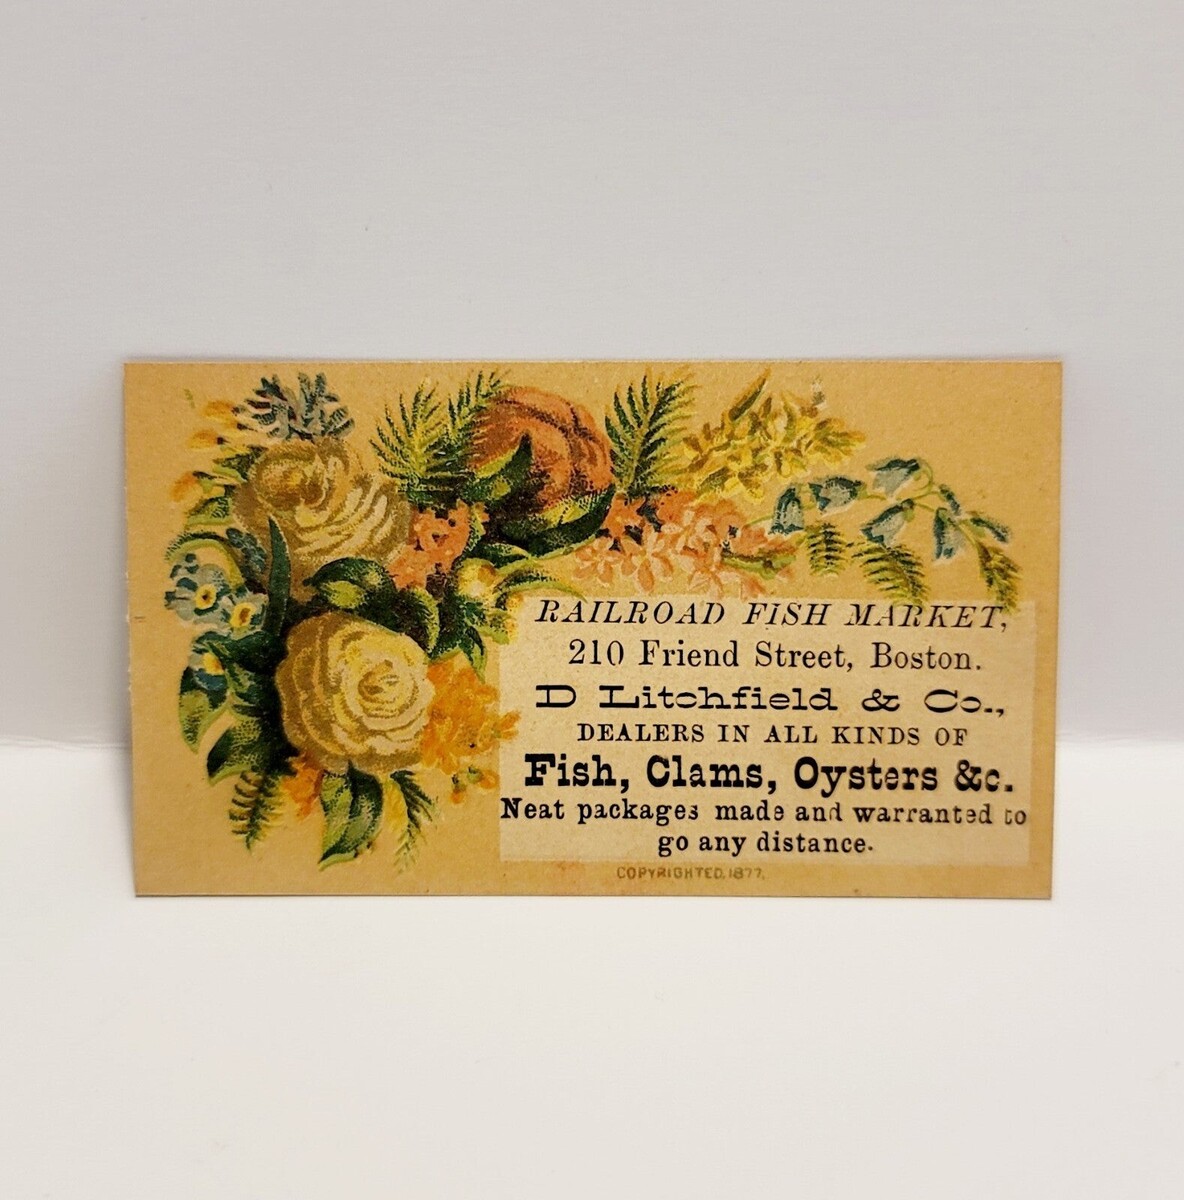 RAILROAD FISH MARKET,
210 Friend Street, Boston.
D Litchfield & Co.,
DEALERS IN ALL KINDS OF
Fish, Clams, Oysters &c.
Neat packages made and warranted to
go any distance.
COPYRIGHTED, 1877.